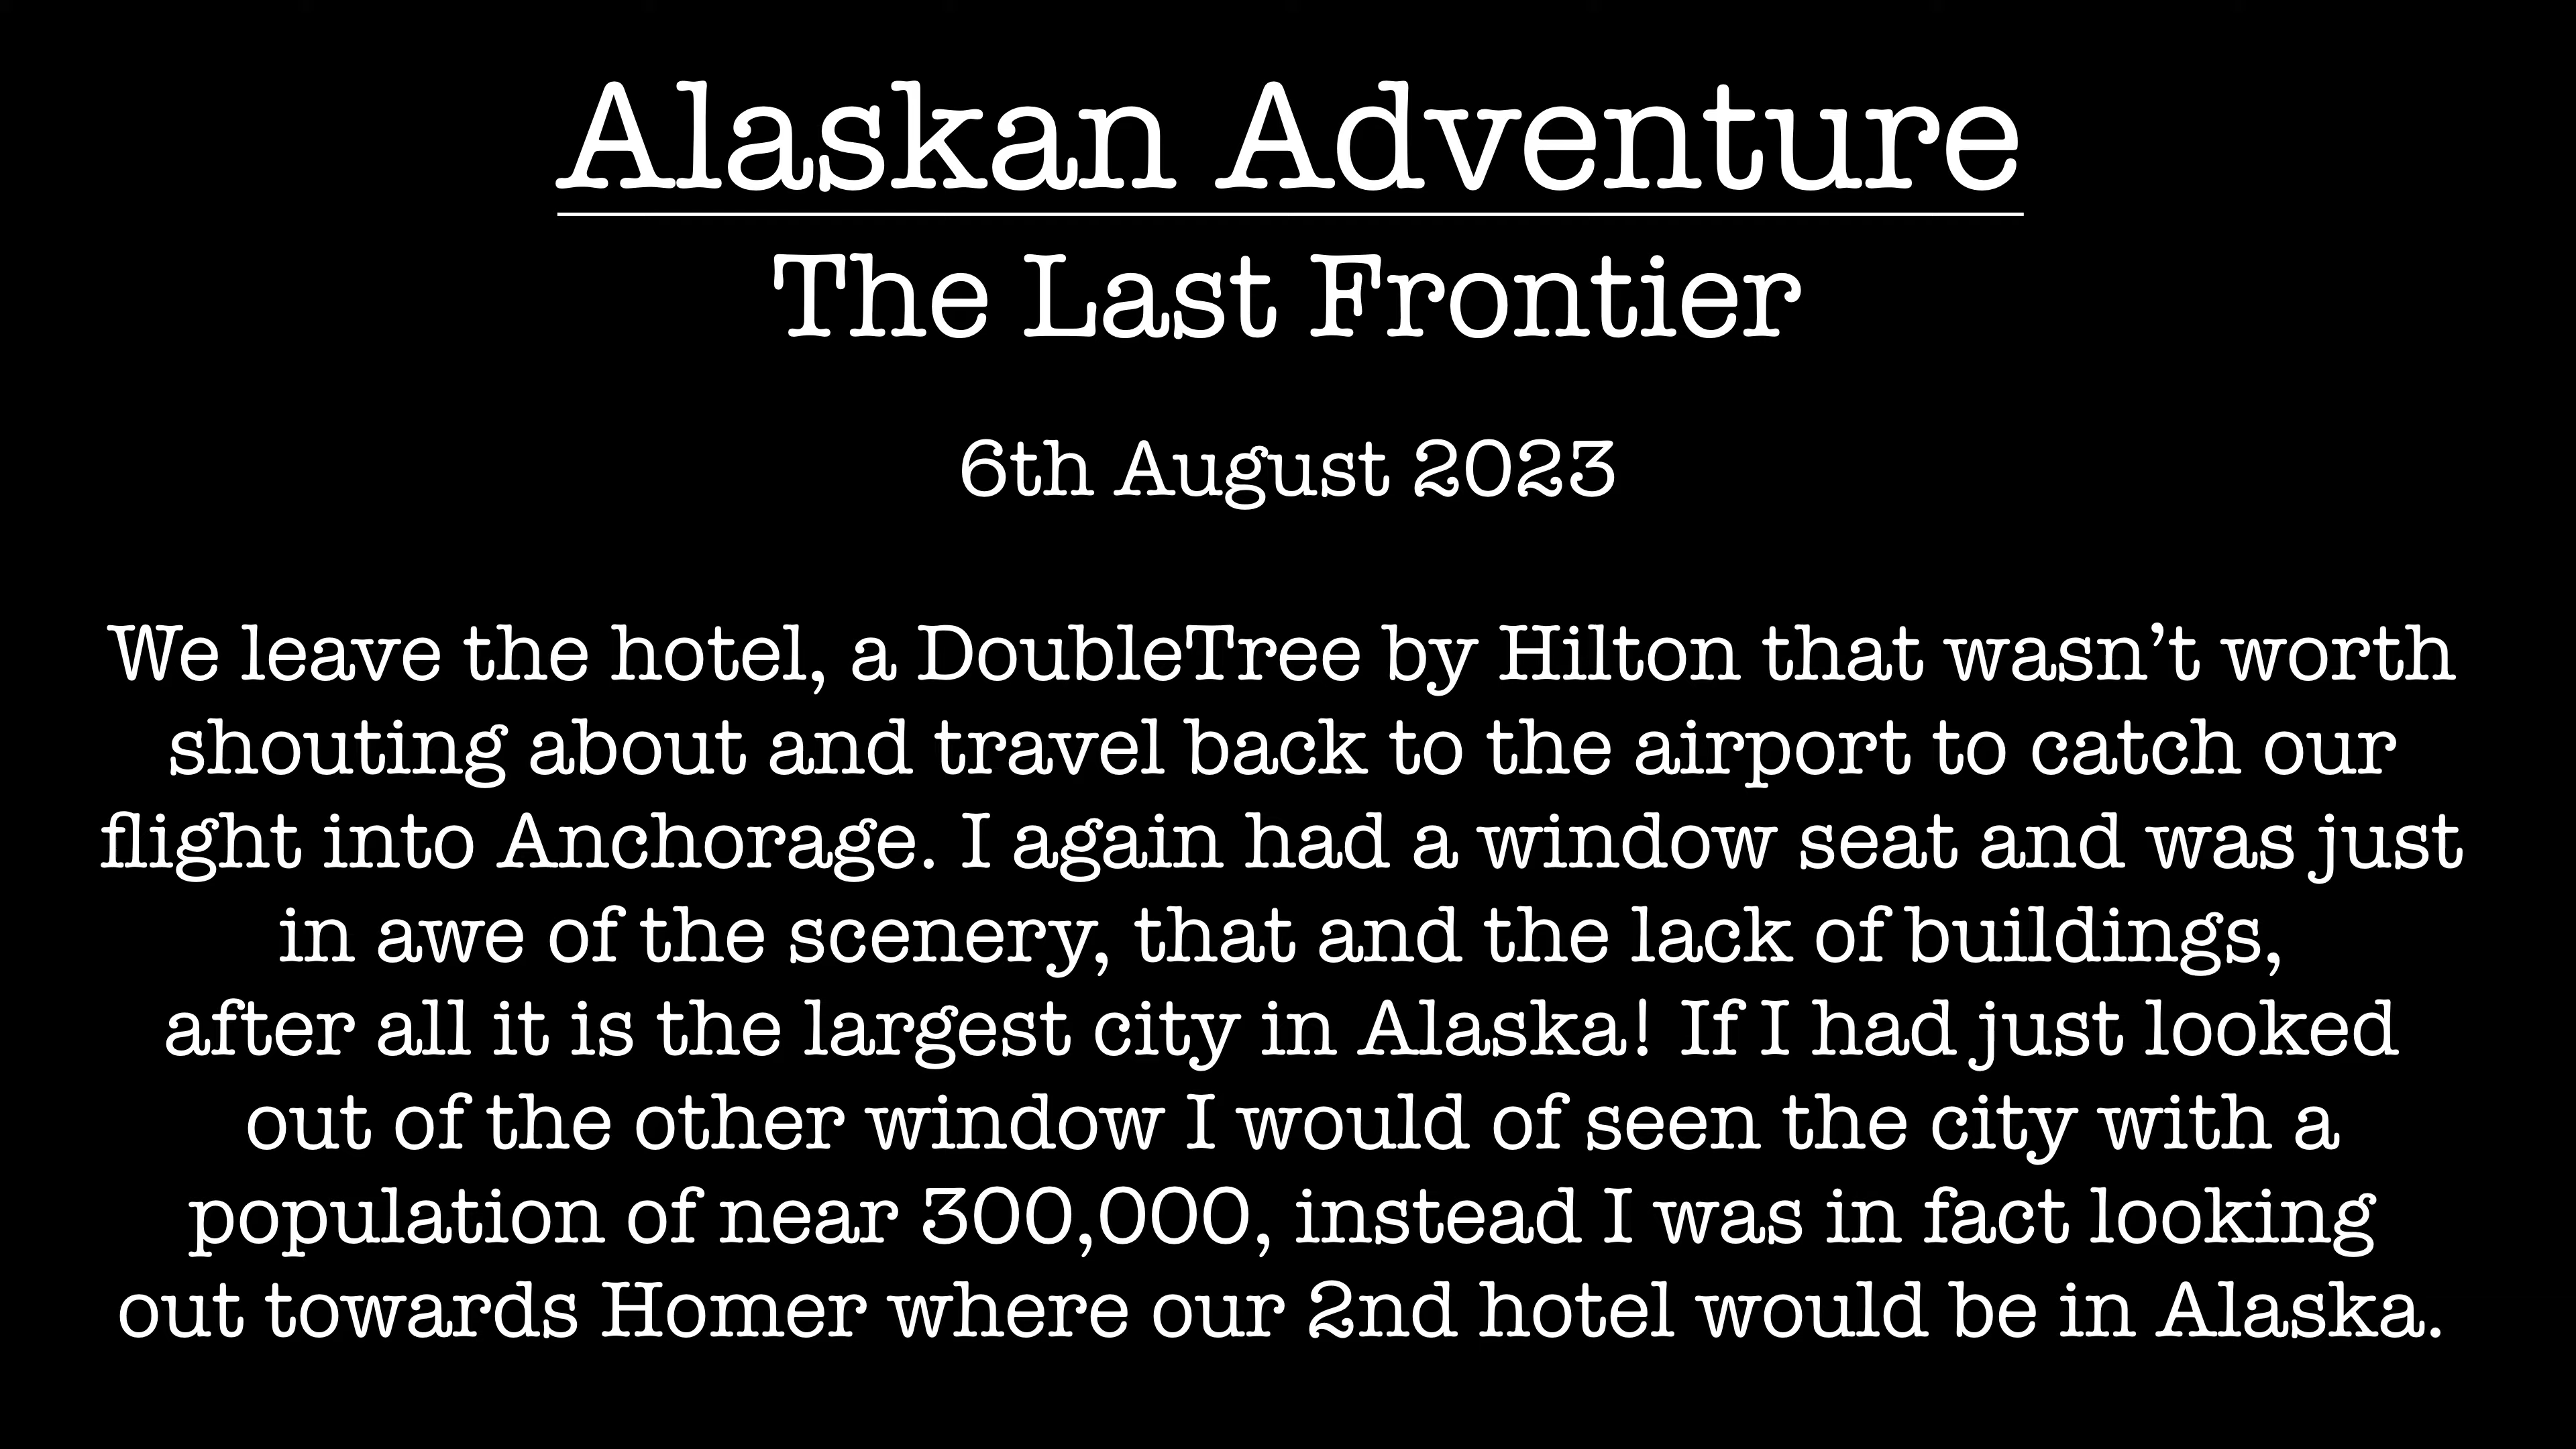 Alaskan Adventure
The Last Frontier
6th August 2023
We leave the hotel, a DoubleTree by Hilton that wasn’t worth
shouting about and travel back to the airport to catch our
flight into Anchorage. I again had a window seat and was just
in awe of the scenery, that and the lack of buildings,
after all it is the largest city in Alaska! If I had just looked
out of the other window I would of seen the city with a
population of near 300,000, instead I was in fact looking
out towards Homer where our 2nd hotel would be in Alaska.